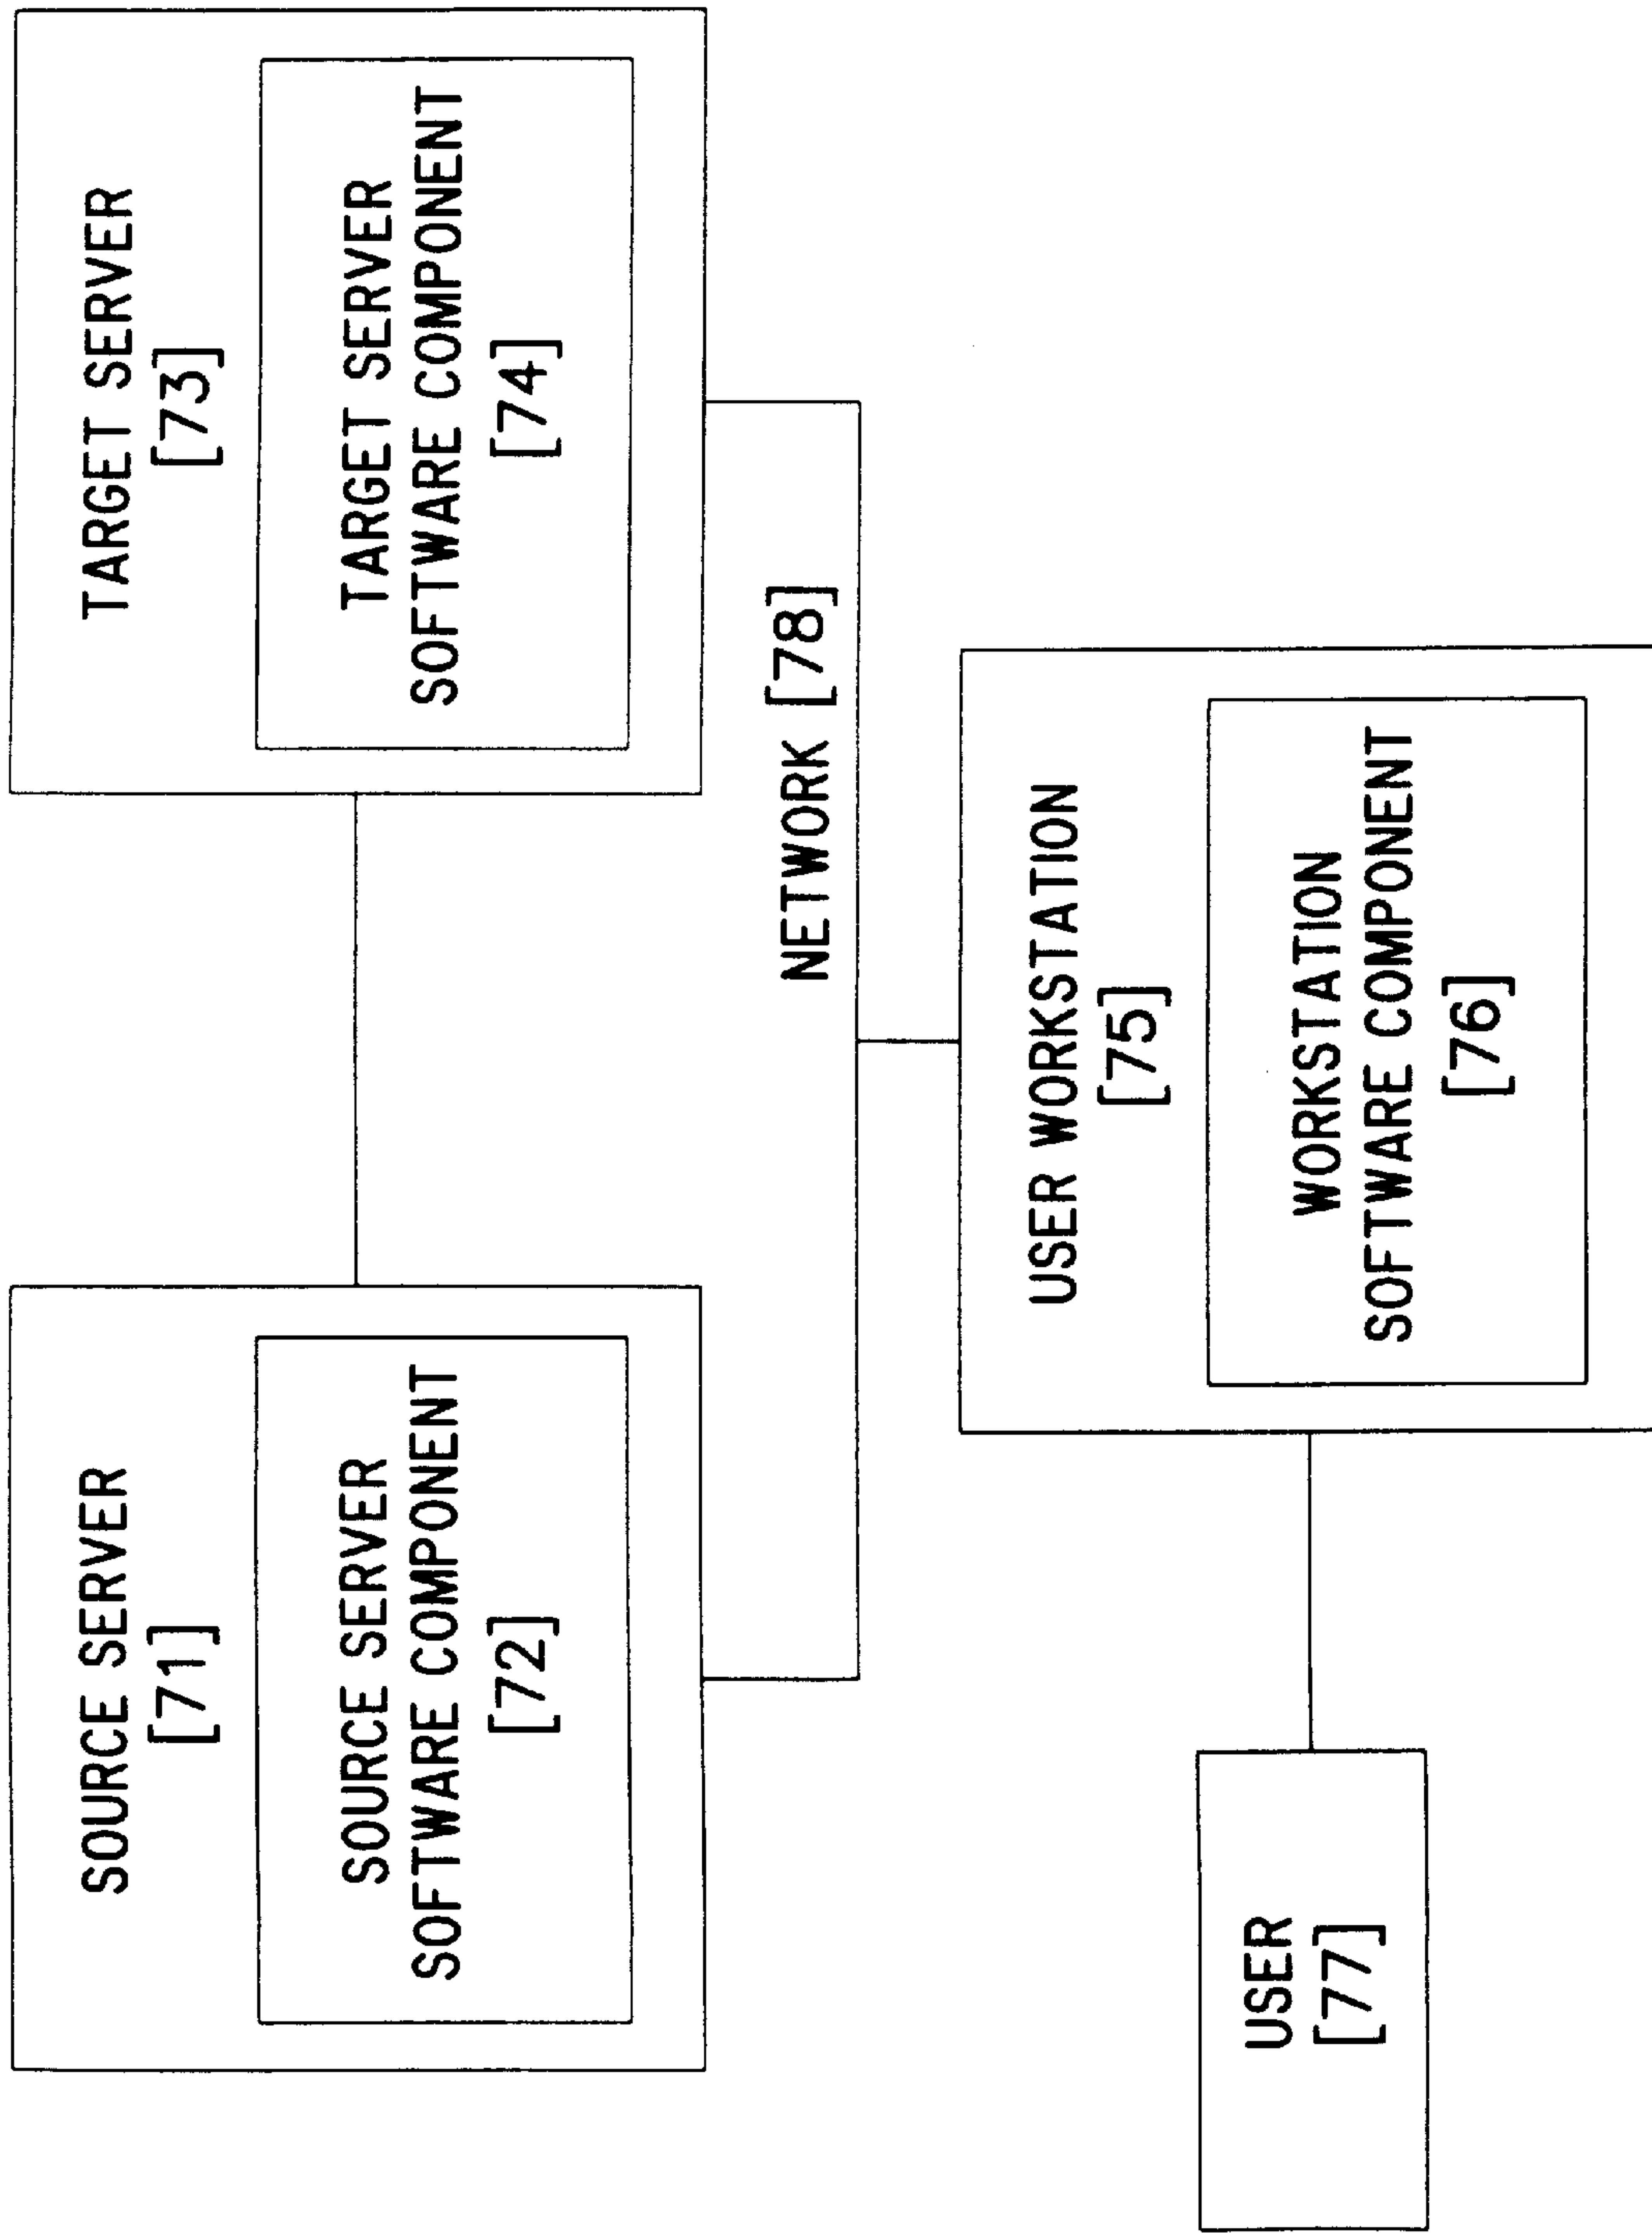 SOURCE SERVER
[71]
SOURCE SERVER
SOFTWARE COMPONENT
[72]
TARGET SERVER
[73]
TARGET SERVER
SOFTWARE COMPONENT
[74]
NETWORK [78]
USER WORKSTATION
[75]
WORKSTATION
SOFTWARE COMPONENT
[76]
USER
[77]